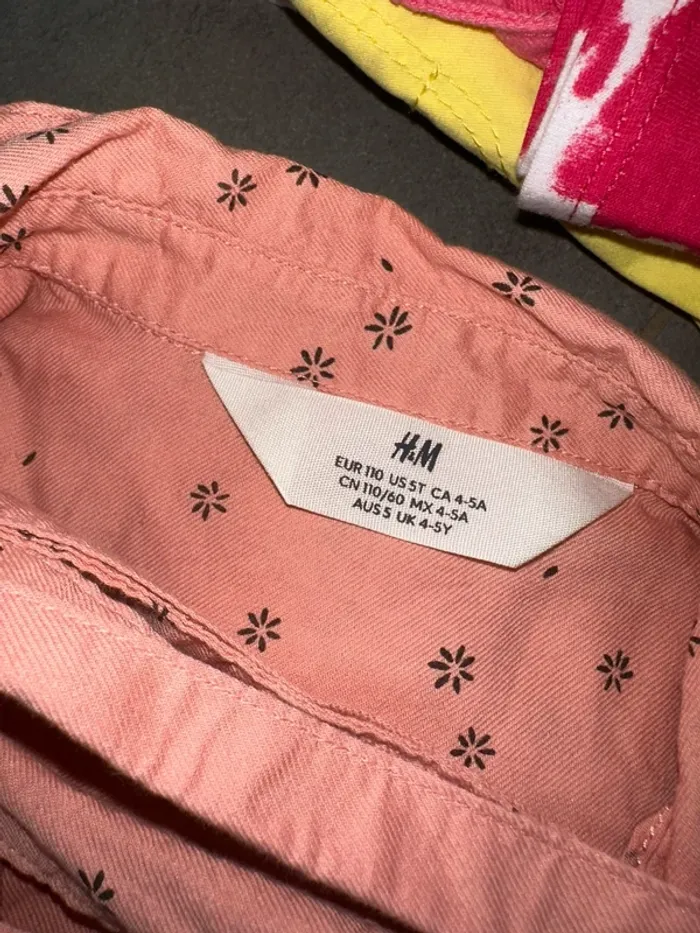 H&M
EUR 110 US 5T CA 4-5A
CN 110/60 MX 4-5A
AUS 5 UK 4-5Y